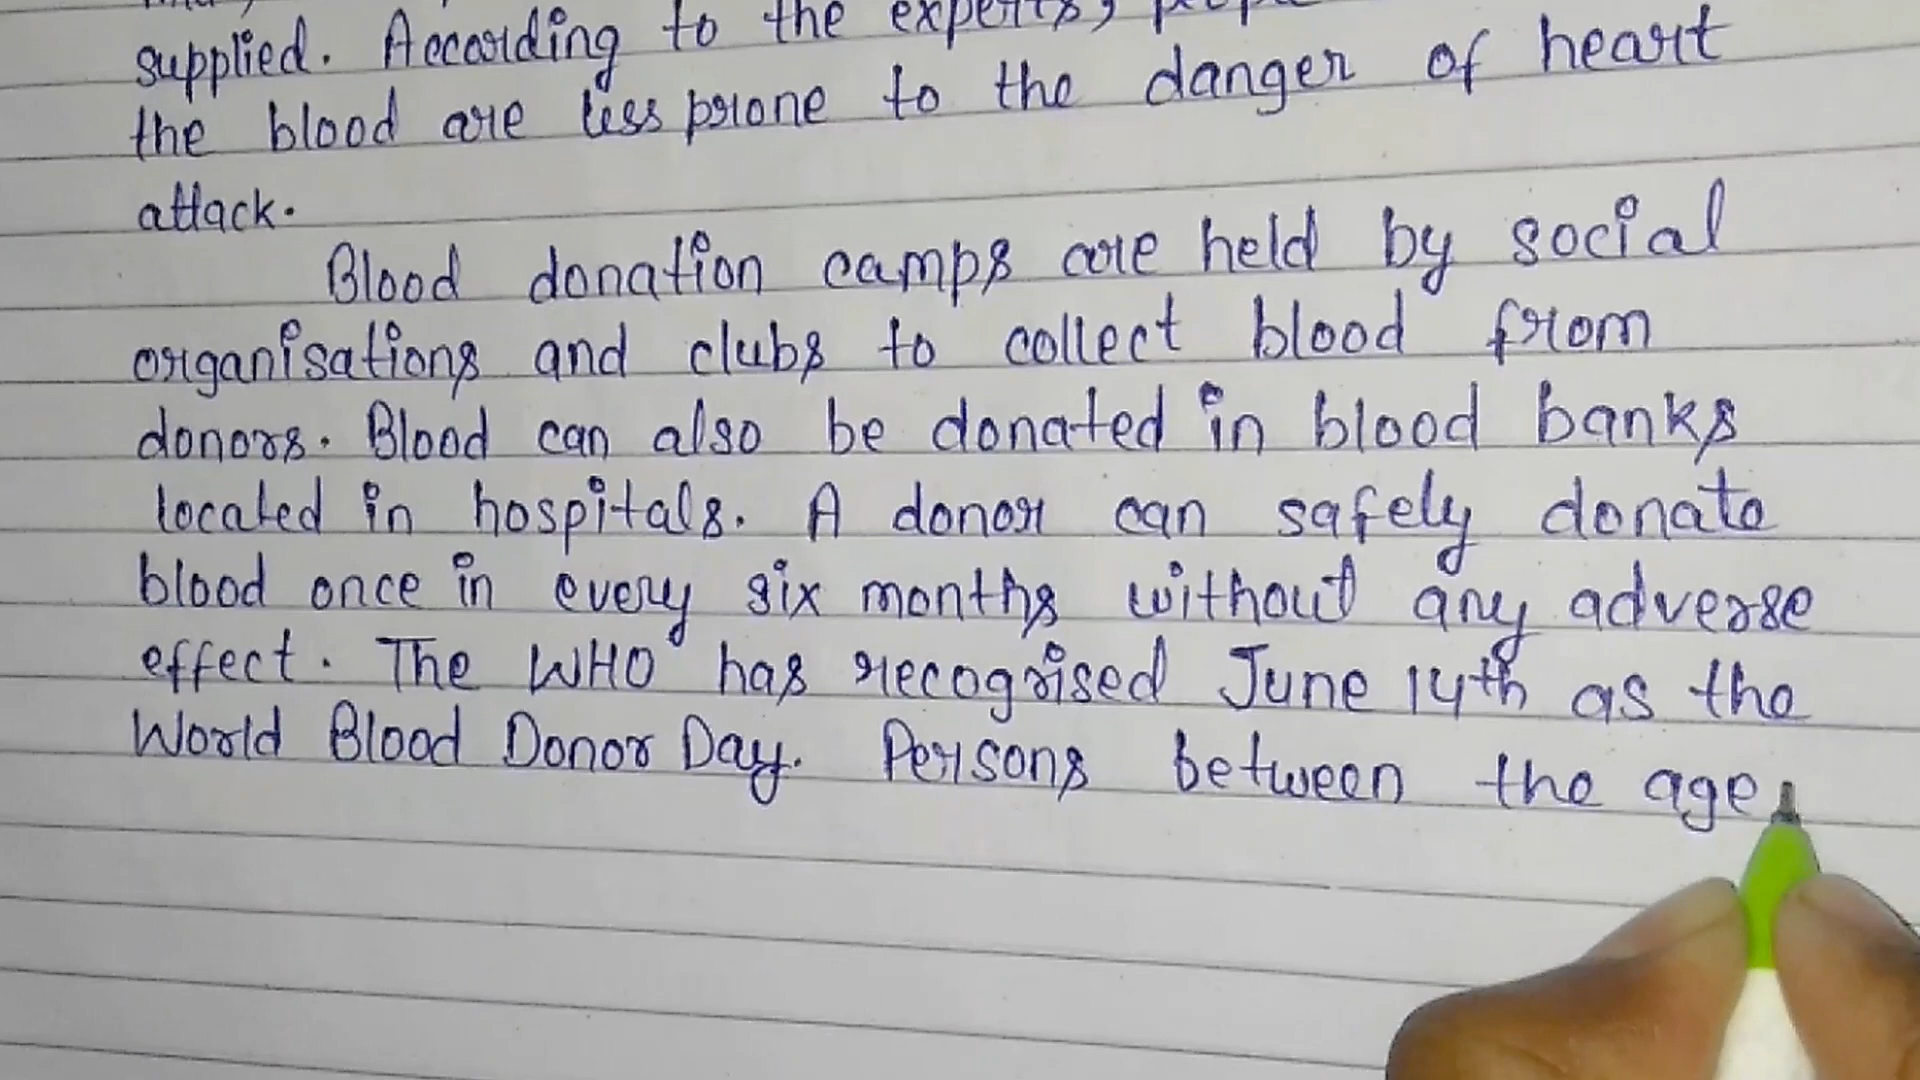 supplied. According to the experts,
the blood are less prone to the danger of heart
attack.
Blood donation camps are held by social
organisations and clubs to collect blood from
donors. Blood can also be donated in blood banks
located in hospitals. A donor can safely donate
blood once in every six months without any adverse
effect. The WHO has recogrised June 14th as the
World Blood Donor Day. Persons between the age